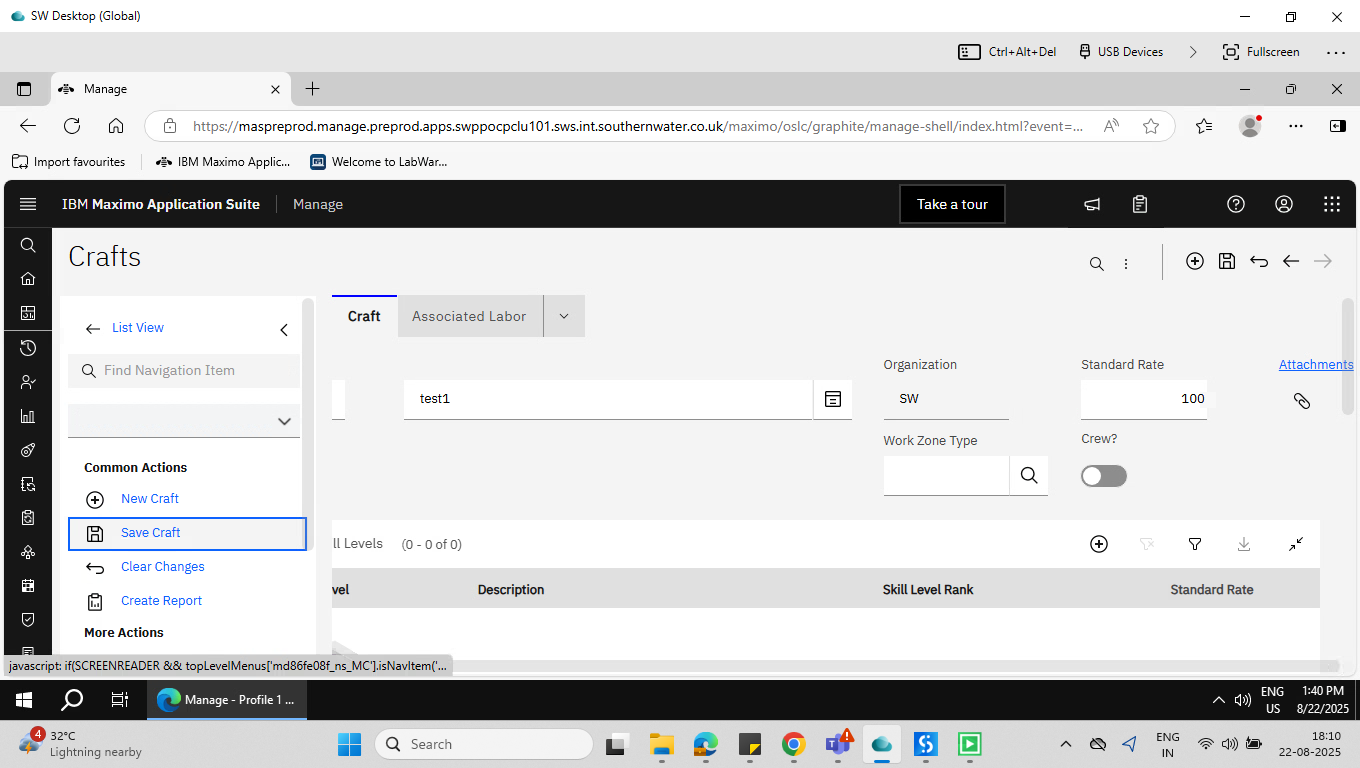 SW Desktop (Global)
Ctrl+Alt+Del
USB Devices
Fullscreen
Manage
https://maspreprod.manage.preprod.apps.swppocpclu101.sws.int.southernwater.co.uk/maximo/oslc/graphite/manage-shell/index.html?event=...
Import favourites
IBM Maximo Applic...
Welcome to LabWar...
IBM Maximo Application Suite
Manage
Take a tour
Crafts
List View
Find Navigation Item
Common Actions
New Craft
Save Craft
Clear Changes
Create Report
More Actions
Craft
Associated Labor
Organization
Standard Rate
Attachments
test1
SW
100
Work Zone Type
Crew?
ll Levels (0 - 0 of 0)
vel
Description
Skill Level Rank
Standard Rate
javascript: if(SCREENREADER && topLevelMenus['md86fe08f_ns_MC'].isNavItem('...
Manage - Profile 1 ...
ENG
US
1:40 PM
8/22/2025
4
32°C
Lightning nearby
Search
ENG
IN
18:10
22-08-2025